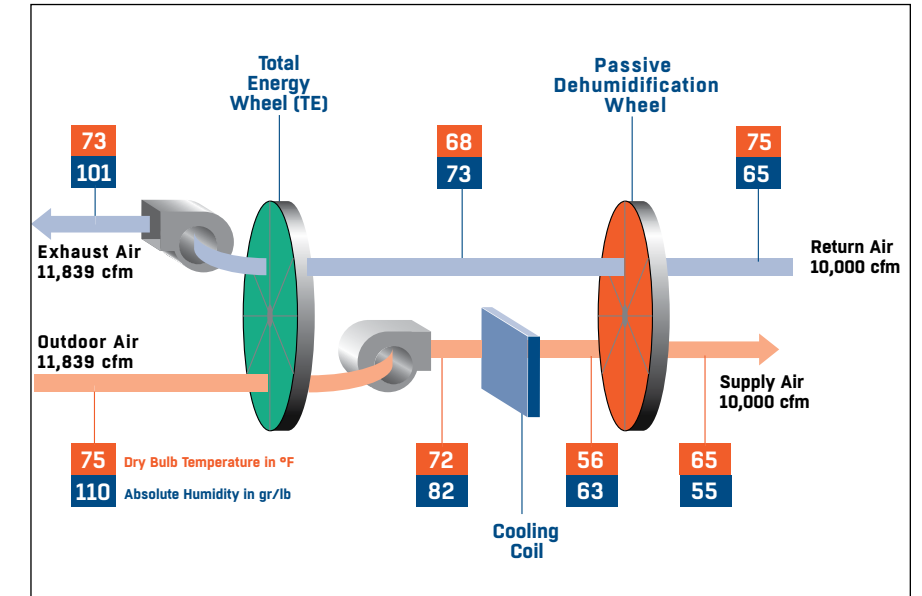 Total
Energy
Wheel (TE)
Passive
Dehumidification
Wheel
73
101
68
73
75
65
Exhaust Air
11,839 cfm
Return Air
10,000 cfm
Outdoor Air
11,839 cfm
Supply Air
10,000 cfm
75 Dry Bulb Temperature in °F
110 Absolute Humidity in gr/lb
72
82
56
63
65
55
Cooling
Coil